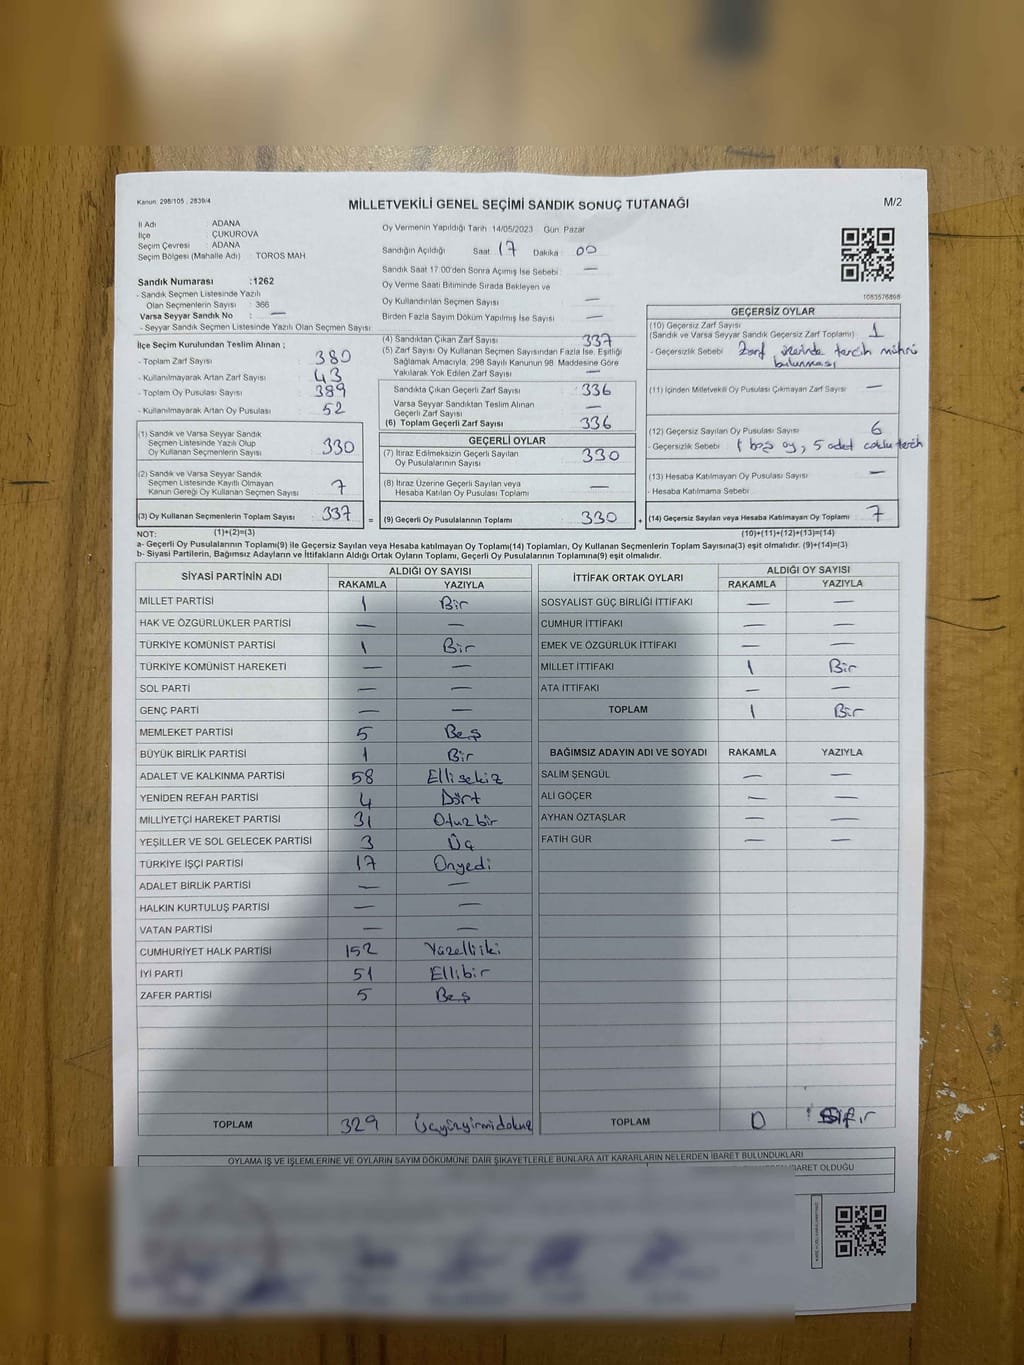 Kanun: 298/105 , 2839/4
MİLLETVEKİLİ GENEL SEÇİMİ SANDIK SONUÇ TUTANAĞI
M/2
İl Adı ADANA
İlçe : ÇUKUROVA
Seçim Çevresi : ADANA
Seçim Bölgesi (Mahalle Adı) TOROS MAH.
Sandık Numarası :1262
- Sandık Seçmen Listesinde Yazılı
Olan Seçmenlerin Sayısı : 366
Varsa Seyyar Sandık No : —
- Seyyar Sandık Seçmen Listesinde Yazılı Olan Seçmen Sayısı:
Oy Vermenin Yapıldığı Tarih: 14/05/2023 Gün: Pazar
Sandığın Açıldığı Saat 17 Dakika : 00
Sandık Saat 17.00'den Sonra Açımış İse Sebebi : —
Oy Verme Saati Bitiminde Sırada Bekleyen ve
Oy Kullandırılan Seçmen Sayısı : —
Birden Fazla Sayım Döküm Yapılmış İse Sayısı : —
1083576898
İlçe Seçim Kurulundan Teslim Alınan ;
- Toplam Zarf Sayısı : 380
- Kullanılmayarak Artan Zarf Sayısı : 43
- Toplam Oy Pusulası Sayısı : 389
- Kullanılmayarak Artan Oy Pusulası : 52
(1) Sandık ve Varsa Seyyar Sandık
Seçmen Listesinde Yazılı Olup
Oy Kullanan Seçmenlerin Sayısı : 330
(2) Sandık ve Varsa Seyyar Sandık
Seçmen Listesinde Kayıtlı Olmayan
Kanun Gereği Oy Kullanan Seçmen Sayısı : 7
(3) Oy Kullanan Seçmenlerin Toplam Sayısı : 337
(4) Sandıktan Çıkan Zarf Sayısı : 337
(5) Zarf Sayısı Oy Kullanan Seçmen Sayısından Fazla İse, Eşitliği
Sağlamak Amacıyla, 298 Sayılı Kanunun 98. Maddesine Göre
Yakılarak Yok Edilen Zarf Sayısı : —
Sandıkta Çıkan Geçerli Zarf Sayısı : 336
Varsa Seyyar Sandıktan Teslim Alınan
Geçerli Zarf Sayısı : —
(6) Toplam Geçerli Zarf Sayısı : 336
GEÇERLİ OYLAR
(7) İtiraz Edilmeksizin Geçerli Sayılan
Oy Pusulalarının Sayısı : 330
(8) İtiraz Üzerine Geçerli Sayılan veya
Hesaba Katılan Oy Pusulası Toplamı : —
= (9) Geçerli Oy Pusulalarının Toplamı : 330 +
GEÇERSİZ OYLAR
(10) Geçersiz Zarf Sayısı
(Sandık ve Varsa Seyyar Sandık Geçersiz Zarf Toplamı) : 1
- Geçersizlik Sebebi : Zarf üzerinde tercih mührü
bulunması
(11) İçinden Milletvekili Oy Pusulası Çıkmayan Zarf Sayısı : —
(12) Geçersiz Sayılan Oy Pusulası Sayısı : 6
- Geçersizlik Sebebi : 1 boş oy, 5 adet çoklu tercih
(13) Hesaba Katılmayan Oy Pusulası Sayısı : —
- Hesaba Katılmama Sebebi :
(14) Geçersiz Sayılan veya Hesaba Katılmayan Oy Toplamı : 7
NOT: (1)+(2)=(3) (10)+(11)+(12)+(13)=(14)
a- Geçerli Oy Pusulalarının Toplamı(9) ile Geçersiz Sayılan veya Hesaba katılmayan Oy Toplamı(14) Toplamları, Oy Kullanan Seçmenlerin Toplam Sayısına(3) eşit olmalıdır. (9)+(14)=(3)
b- Siyasi Partilerin, Bağımsız Adayların ve İttifakların Aldığı Ortak Oyların Toplamı, Geçerli Oy Pusulalarının Toplamına(9) eşit olmalıdır.
SİYASİ PARTİNİN ADI ALDIĞI OY SAYISI
RAKAMLA YAZIYLA
MİLLET PARTİSİ 1 Bir
HAK VE ÖZGÜRLÜKLER PARTİSİ — —
TÜRKİYE KOMÜNİST PARTİSİ 1 Bir
TÜRKİYE KOMÜNİST HAREKETİ — —
SOL PARTİ — —
GENÇ PARTİ — —
MEMLEKET PARTİSİ 5 Beş
BÜYÜK BİRLİK PARTİSİ 1 Bir
ADALET VE KALKINMA PARTİSİ 58 Ellisekiz
YENİDEN REFAH PARTİSİ 4 Dört
MİLLİYETÇİ HAREKET PARTİSİ 31 Otuzbir
YEŞİLLER VE SOL GELECEK PARTİSİ 3 Üç
TÜRKİYE İŞÇİ PARTİSİ 17 Onyedi
ADALET BİRLİK PARTİSİ — —
HALKIN KURTULUŞ PARTİSİ — —
VATAN PARTİSİ — —
CUMHURİYET HALK PARTİSİ 152 Yüzelliiki
İYİ PARTİ 51 Ellibir
ZAFER PARTİSİ 5 Beş
TOPLAM 329 Üçyüzyirmidokuz
İTTİFAK ORTAK OYLARI ALDIĞI OY SAYISI
RAKAMLA YAZIYLA
SOSYALİST GÜÇ BİRLİĞİ İTTİFAKI — —
CUMHUR İTTİFAKI — —
EMEK VE ÖZGÜRLÜK İTTİFAKI — —
MİLLET İTTİFAKI 1 Bir
ATA İTTİFAKI — —
TOPLAM 1 Bir
BAĞIMSIZ ADAYIN ADI VE SOYADI RAKAMLA YAZIYLA
SALİM ŞENGÜL — —
ALİ GÖÇER — —
AYHAN ÖZTAŞLAR — —
FATİH GÜR — —
TOPLAM 0 Sıfır
OYLAMA İŞ VE İŞLEMLERİNE VE OYLARIN SAYIM DÖKÜMÜNE DAİR ŞİKAYETLERLE BUNLARA AİT KARARLARIN NELERDEN İBARET BULUNDUKLARI
İBARET OLDUĞU